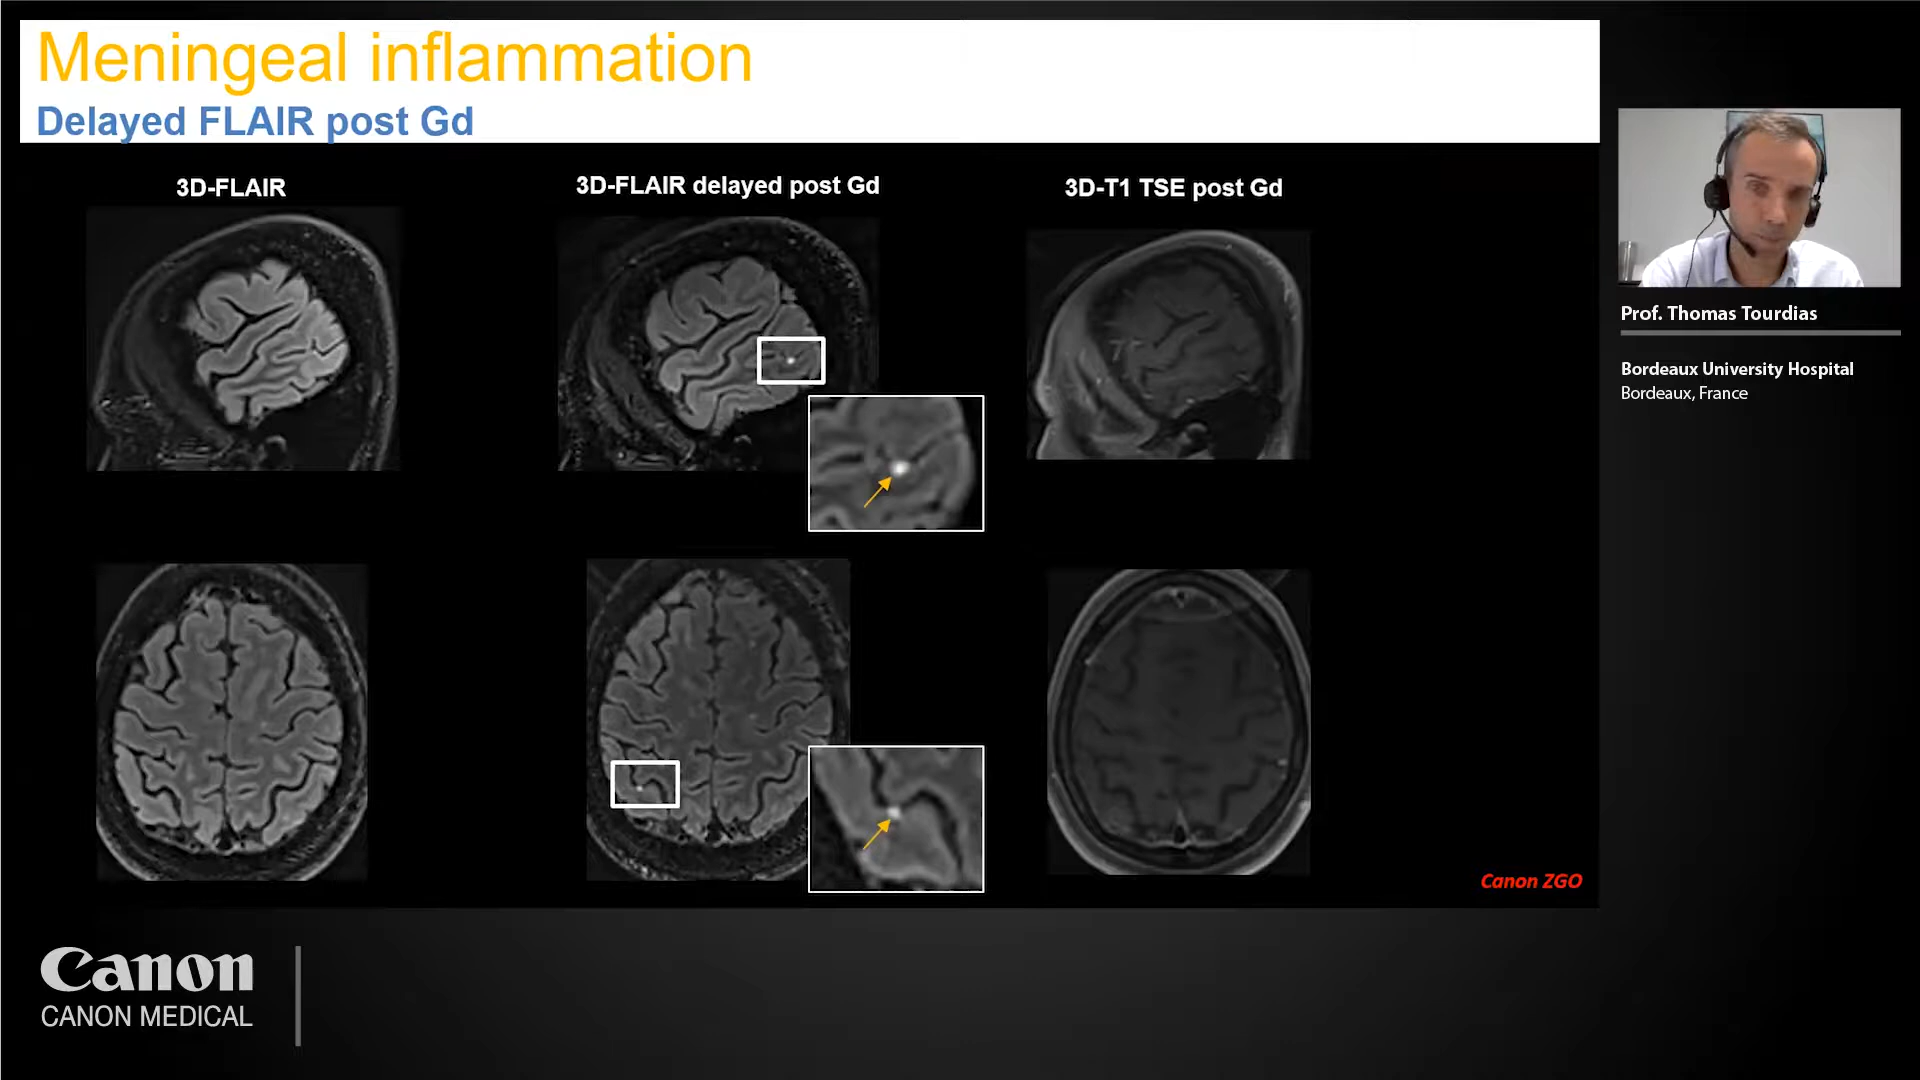 Meningeal inflammation
Delayed FLAIR post Gd
3D-FLAIR
3D-FLAIR delayed post Gd
3D-T1 TSE post Gd
Canon ZGO
Prof. Thomas Tourdias
Bordeaux University Hospital
Bordeaux, France
Canon
CANON MEDICAL